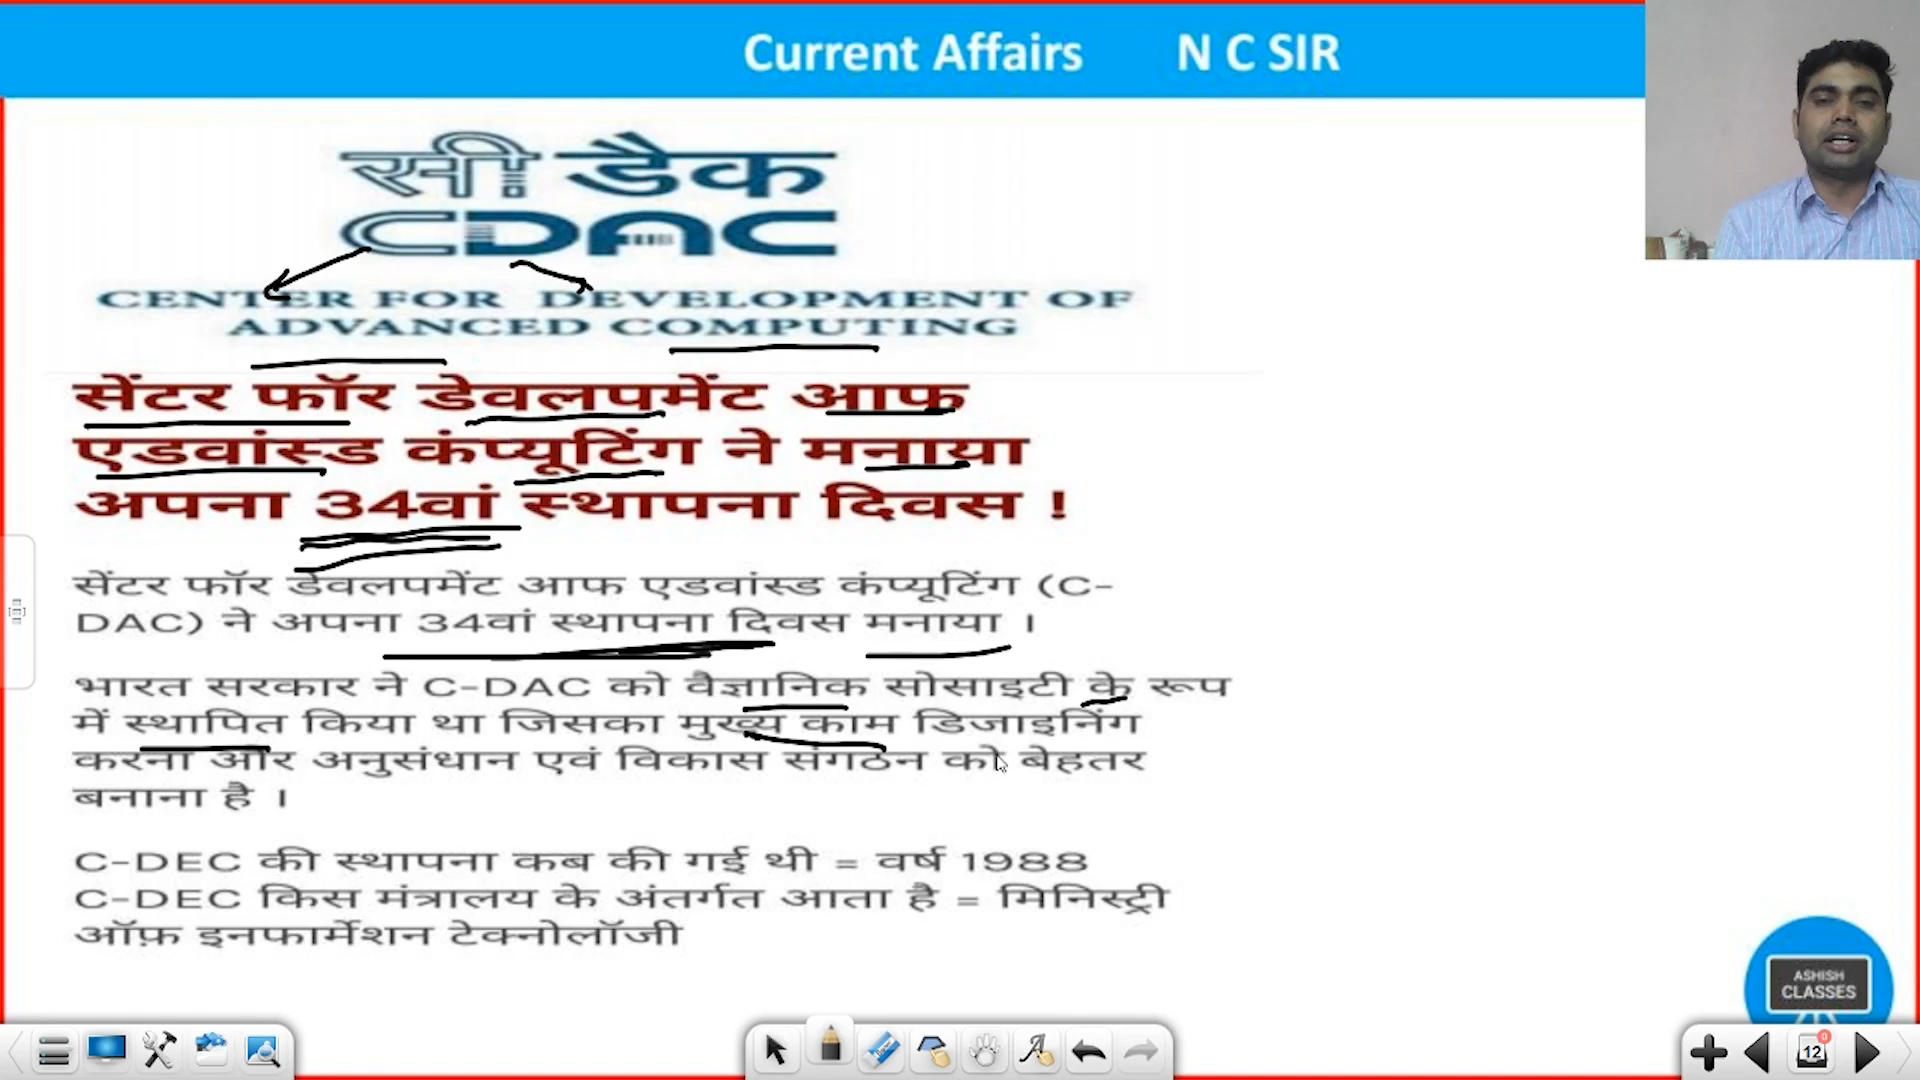 Current Affairs N C SIR
सी डैक
CDAC
CENTER FOR DEVELOPMENT OF
ADVANCED COMPUTING
सेंटर फॉर डेवलपमेंट आफ
एडवांस्ड कंप्यूटिंग ने मनाया
अपना 34वां स्थापना दिवस !
सेंटर फॉर डेवलपमेंट आफ एडवांस्ड कंप्यूटिंग (C-
DAC) ने अपना 34वां स्थापना दिवस मनाया ।
भारत सरकार ने C-DAC को वैज्ञानिक सोसाइटी के रूप
में स्थापित किया था जिसका मुख्य काम डिजाइनिंग
करना और अनुसंधान एवं विकास संगठन को बेहतर
बनाना है ।
C-DEC की स्थापना कब की गई थी = वर्ष 1988
C-DEC किस मंत्रालय के अंतर्गत आता है = मिनिस्ट्री
ऑफ़ इनफार्मेशन टेक्नोलॉजी
ASHISH
CLASSES
12
0